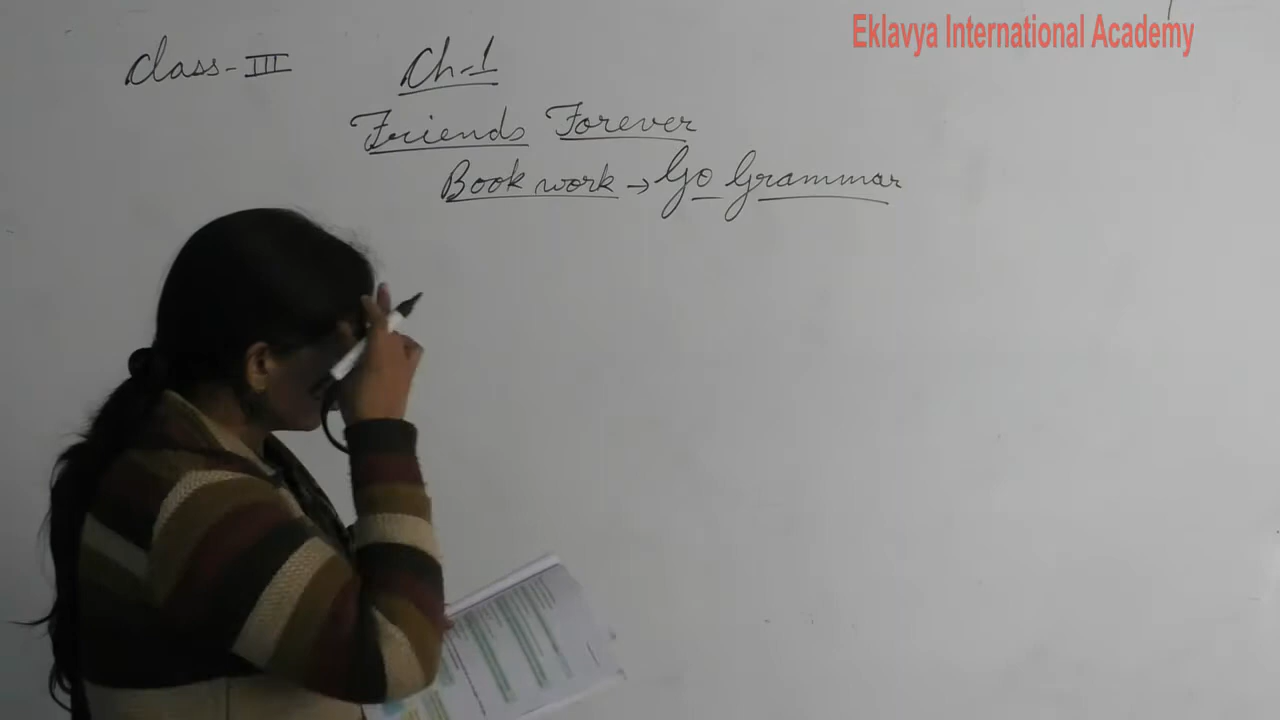 Eklavya International Academy
Class-III Ch-1
Friends Forever
Book work → Go Grammar